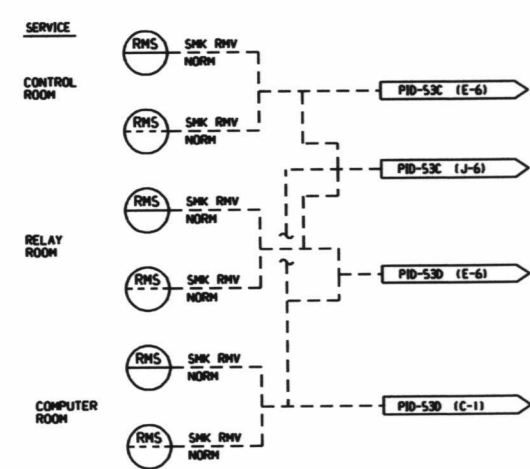 SERVICE
RMS SMK RMV
NORM
CONTROL
ROOM
PID-53C (E-6)
RMS SMK RMV
NORM
PID-53C (J-6)
RMS SMK RMV
NORM
RELAY
ROOM
PID-53D (E-6)
RMS SMK RMV
NORM
RMS SMK RMV
NORM
COMPUTER
ROOM
PID-53D (C-1)
RMS SMK RMV
NORM